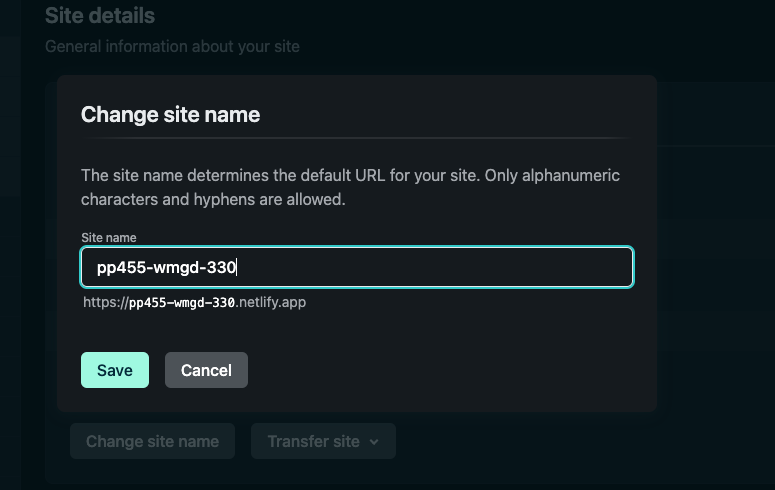 Site details
General information about your site
Change site name
The site name determines the default URL for your site. Only alphanumeric
characters and hyphens are allowed.
Site name
pp455-wmgd-330
https://pp455-wmgd-330.netlify.app
Save Cancel
Change site name Transfer site